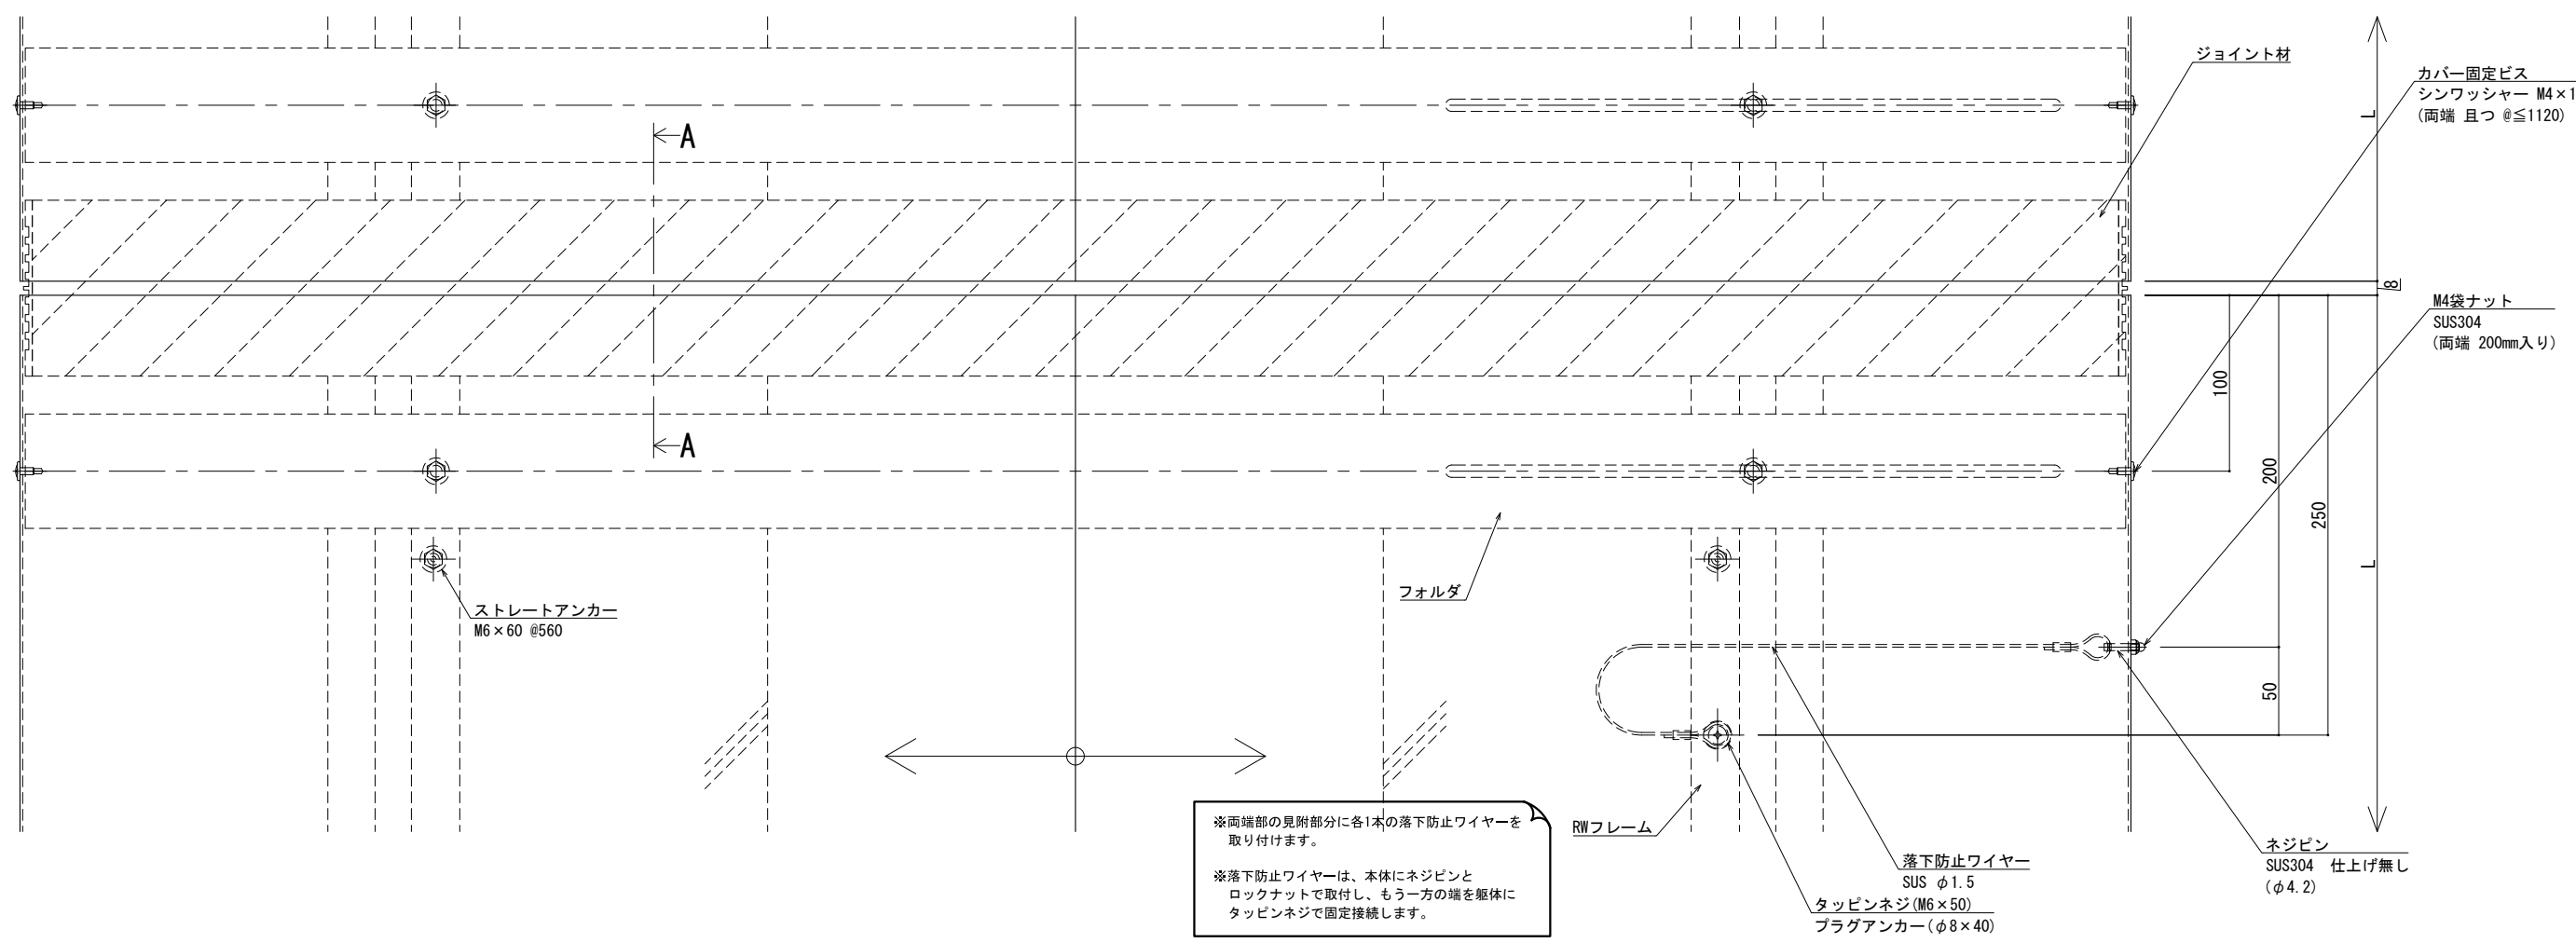 ジョイント材
カバー固定ビス
シンワッシャー M4×1
(両端 且つ @≦1120)
A
L
8
M4袋ナット
SUS304
(両端 200mm入り)
100
A
200
250
L
フォルダ
ストレートアンカー
M6×60 @560
50
※両端部の見附部分に各1本の落下防止ワイヤーを
取り付けます。
※落下防止ワイヤーは、本体にネジピンと
ロックナットで取付し、もう一方の端を躯体に
タッピンネジで固定接続します。
RWフレーム
落下防止ワイヤー
SUS φ1.5
タッピンネジ(M6×50)
プラグアンカー(φ8×40)
ネジピン
SUS304 仕上げ無し
(φ4.2)